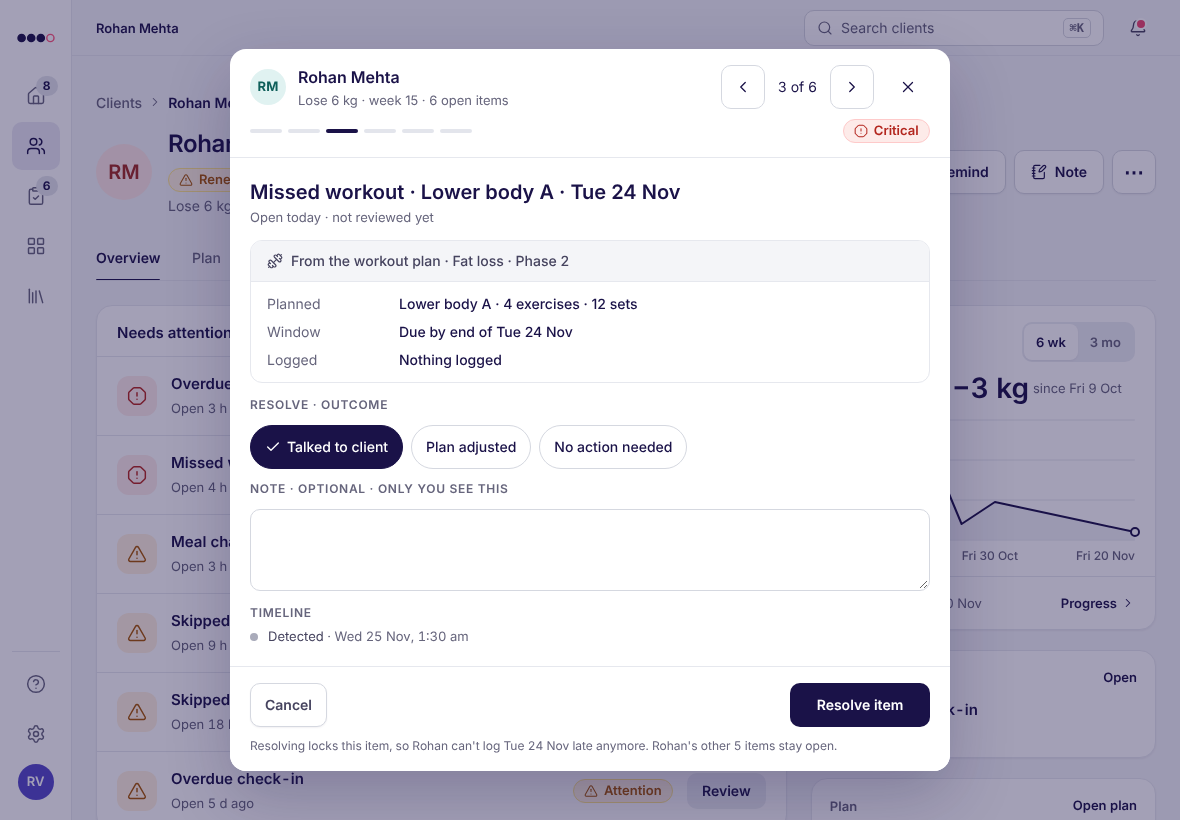 Rohan Mehta
Search clients
⌘K
8
6
RV
Clients
Rohan Me
RM
Rohan
Rene
Lose 6 kg
emind
Note
Overview
Plan
RM
Rohan Mehta
Lose 6 kg · week 15 · 6 open items
3 of 6
Critical
Missed workout · Lower body A · Tue 24 Nov
Open today · not reviewed yet
From the workout plan · Fat loss · Phase 2
Planned Lower body A · 4 exercises · 12 sets
Window Due by end of Tue 24 Nov
Logged Nothing logged
RESOLVE · OUTCOME
Talked to client
Plan adjusted
No action needed
NOTE · OPTIONAL · ONLY YOU SEE THIS
TIMELINE
Detected · Wed 25 Nov, 1:30 am
Cancel
Resolve item
Resolving locks this item, so Rohan can't log Tue 24 Nov late anymore. Rohan's other 5 items stay open.
Needs attention
Overdue
Open 3 h
Missed
Open 4 h
Meal cha
Open 3 h
Skipped
Open 9 h
Skipped
Open 18
Overdue check-in
Open 5 d ago
Attention
Review
6 wk
3 mo
−3 kg since Fri 9 Oct
Fri 30 Oct
Fri 20 Nov
Nov
Progress
Open
k-in
Plan
Open plan